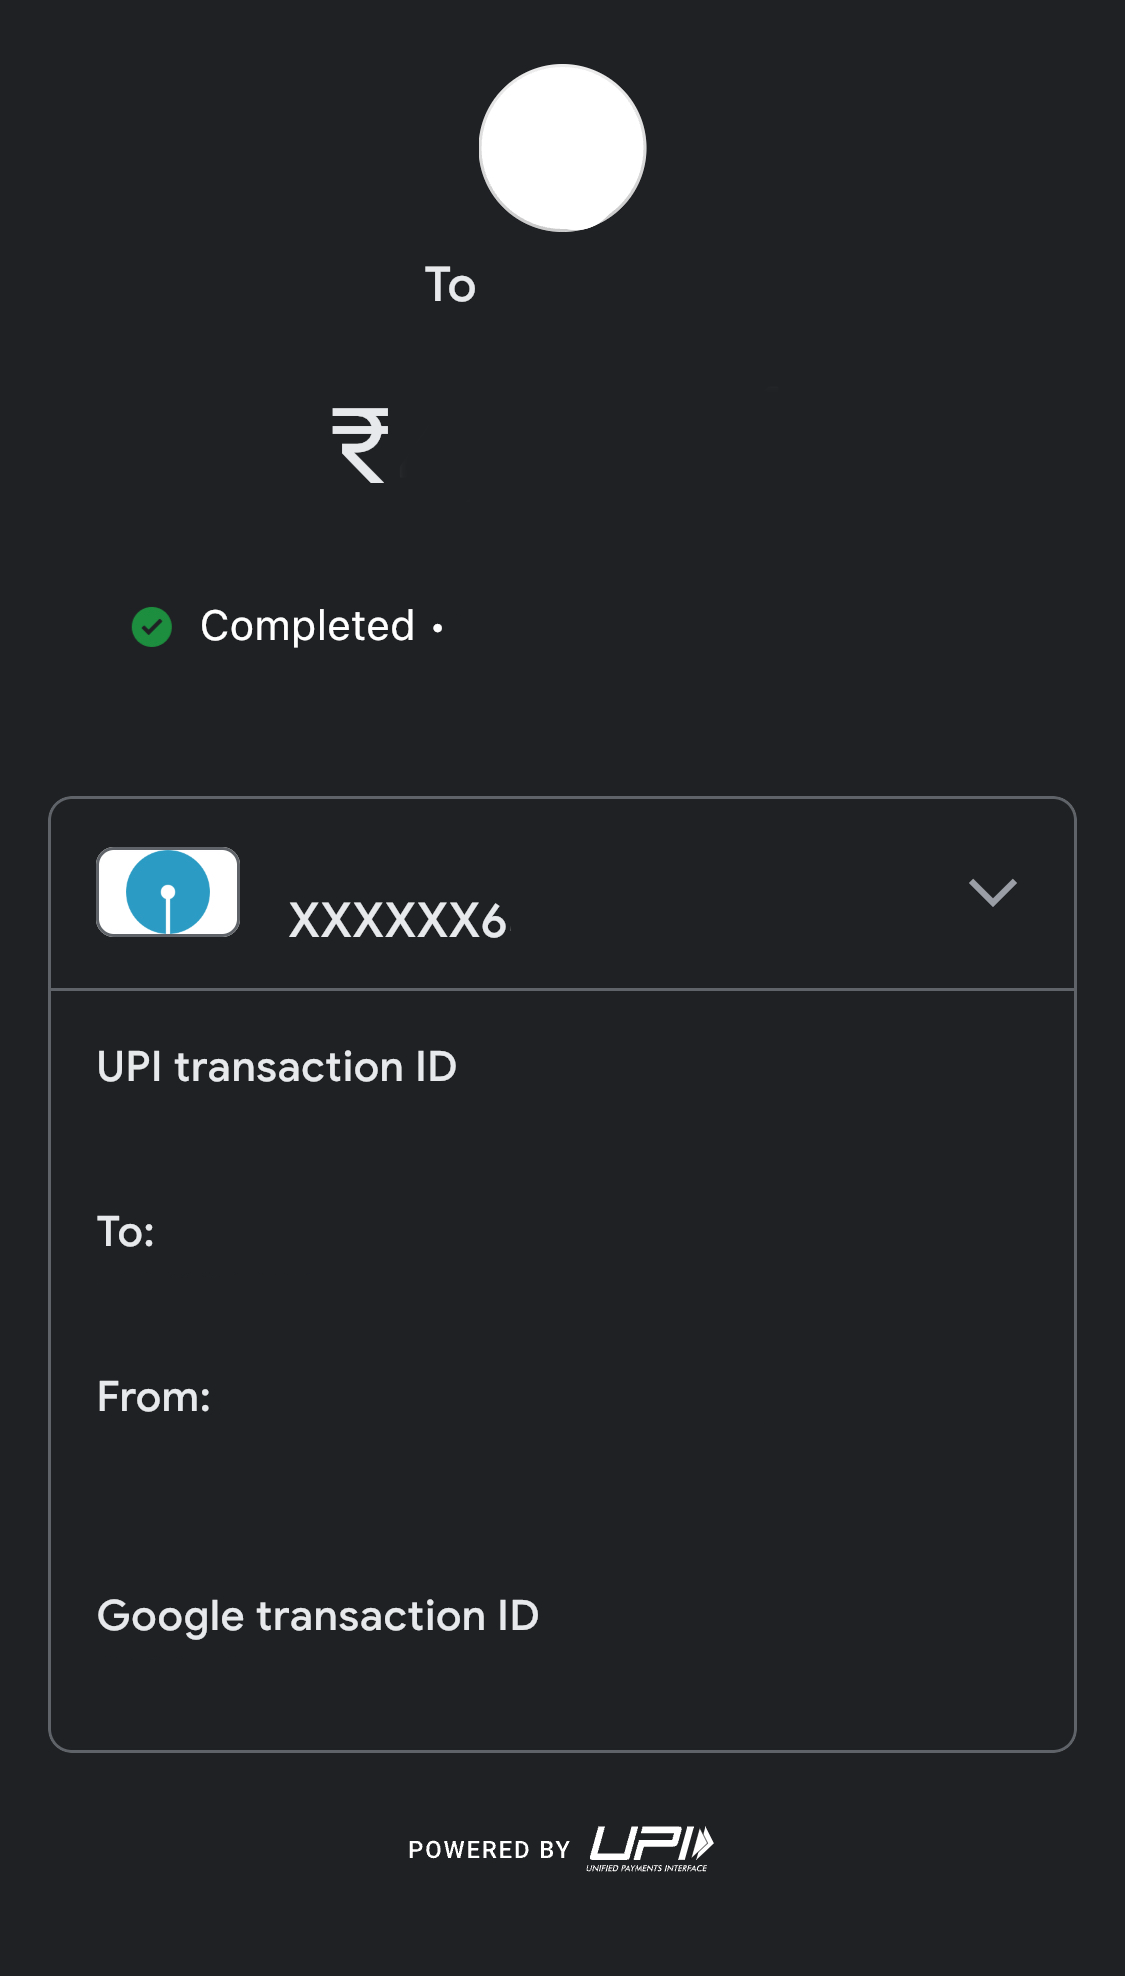 To
₹
Completed •
XXXXXX6
UPI transaction ID
To:
From:
Google transaction ID
POWERED BY UPI
UNIFIED PAYMENTS INTERFACE